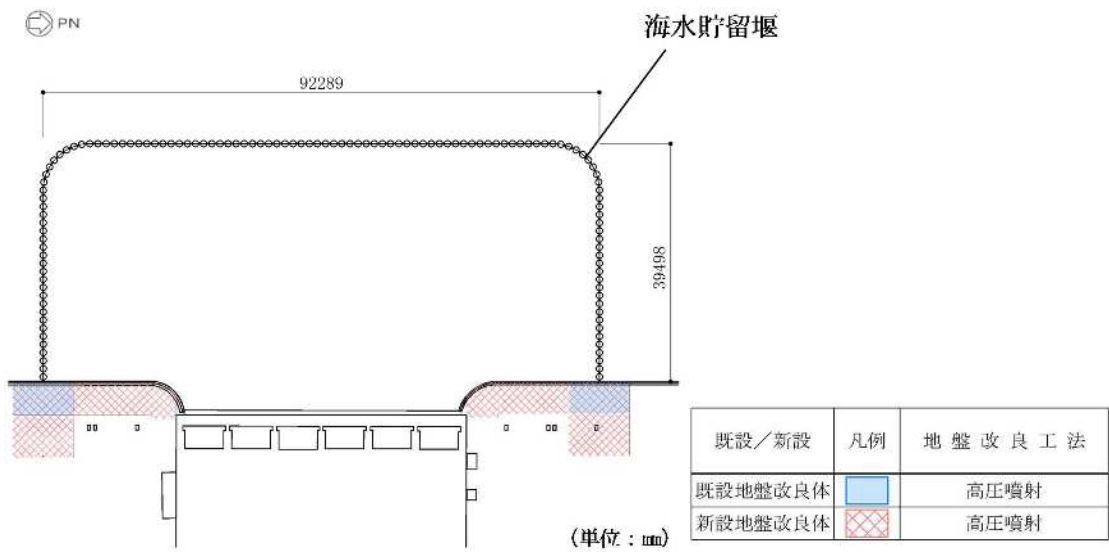 PN
海水貯留堰
92289
39498
(単位：㎜)
既設／新設 凡例 地盤改良工法
既設地盤改良体 高圧噴射
新設地盤改良体 高圧噴射